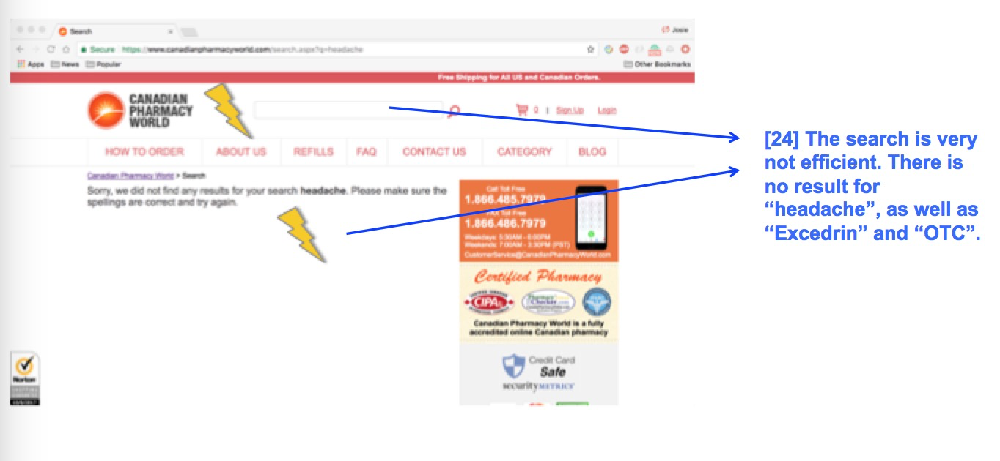 Search
Josie
Secure https://www.canadianpharmacyworld.com/search.aspx?q=headache
Apps News Popular
Other Bookmarks
Free Shipping for All US and Canadian Orders.
CANADIAN
PHARMACY
WORLD
0 | Sign Up Login
HOW TO ORDER ABOUT US REFILLS FAQ CONTACT US CATEGORY BLOG
Canadian Pharmacy World > Search
Sorry, we did not find any results for your search headache. Please make sure the
spellings are correct and try again.
Call Toll Free
1.866.485.7979
FAX Toll Free
1.866.486.7979
Weekdays: 5:30AM - 6:00PM
Weekends: 7:00AM - 3:30PM (PST)
CustomerService@CanadianPharmacyWorld.com
Certified Pharmacy
CIPA
Pharmacy
Checker.com
Canadian Pharmacy World is a fully
accredited online Canadian pharmacy
Credit Card
Safe
securityMETRICS
Norton
[24] The search is very
not efficient. There is
no result for
“headache”, as well as
“Excedrin” and “OTC”.